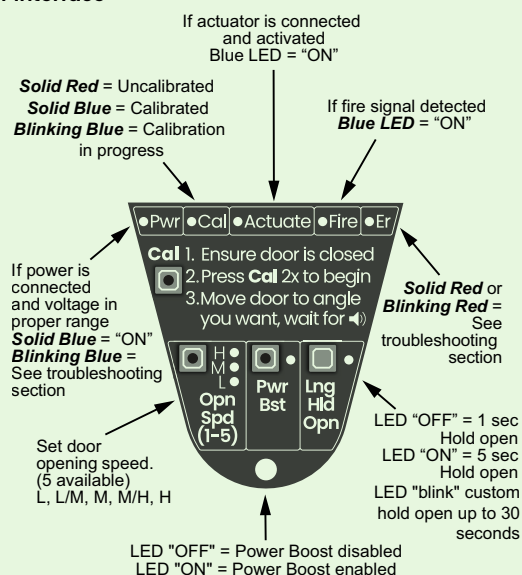 If actuator is connected
and activated
Blue LED = “ON”
Solid Red = Uncalibrated
Solid Blue = Calibrated
Blinking Blue = Calibration
in progress
If fire signal detected
Blue LED = “ON”
Pwr Cal Actuate Fire Er
Cal 1. Ensure door is closed
2. Press Cal 2x to begin
3. Move door to angle
you want, wait for
If power is
connected
and voltage in
proper range
Solid Blue = “ON”
Blinking Blue =
See troubleshooting
section
Solid Red or
Blinking Red =
See
troubleshooting
section
H
M
L
Opn
Spd
(1-5)
Pwr
Bst
Lng
Hld
Opn
Set door
opening speed.
(5 available)
L, L/M, M, M/H, H
LED “OFF” = 1 sec
Hold open
LED “ON” = 5 sec
Hold open
LED "blink" custom
hold open up to 30
seconds
LED "OFF" = Power Boost disabled
LED "ON" = Power Boost enabled